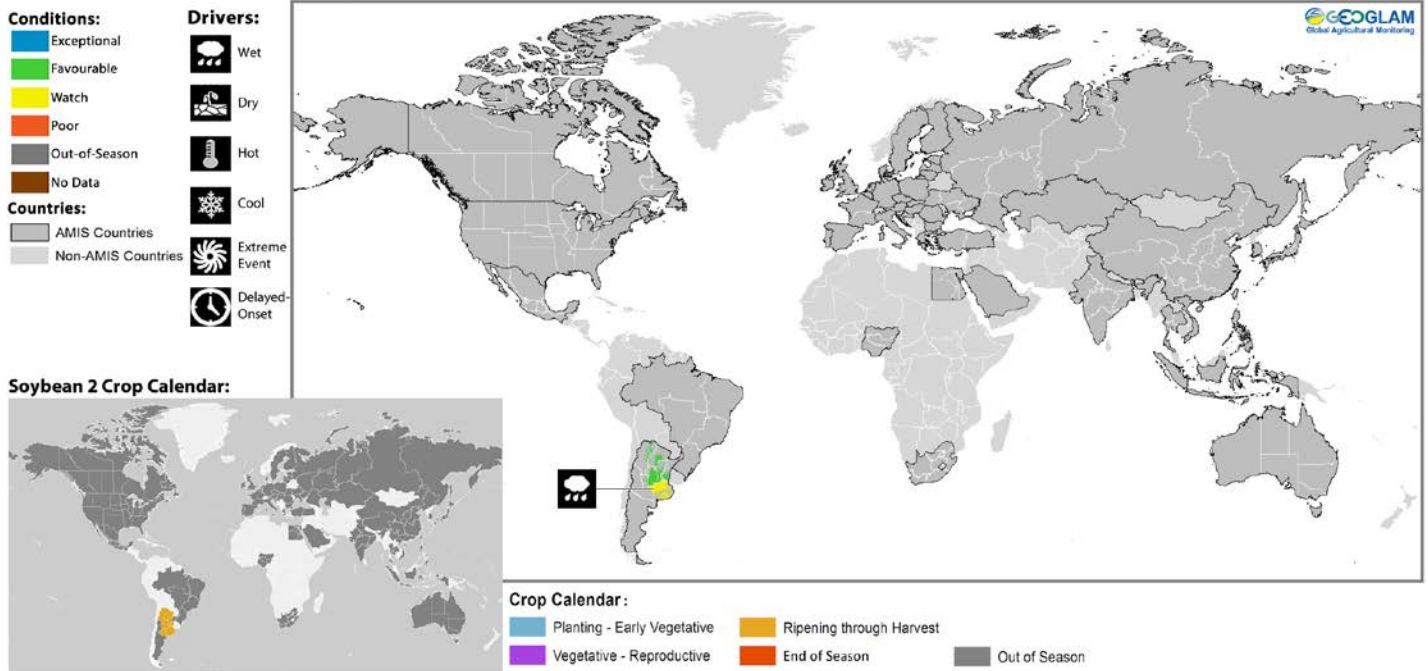 Conditions:
Exceptional
Favourable
Watch
Poor
Out-of-Season
No Data
Countries:
AMIS Countries
Non-AMIS Countries
Drivers:
Wet
Dry
Hot
Cool
Extreme
Event
Delayed-
Onset
GEOGLAM
Global Agricultural Monitoring
Soybean 2 Crop Calendar:
Crop Calendar :
Planting - Early Vegetative
Ripening through Harvest
Vegetative - Reproductive
End of Season
Out of Season